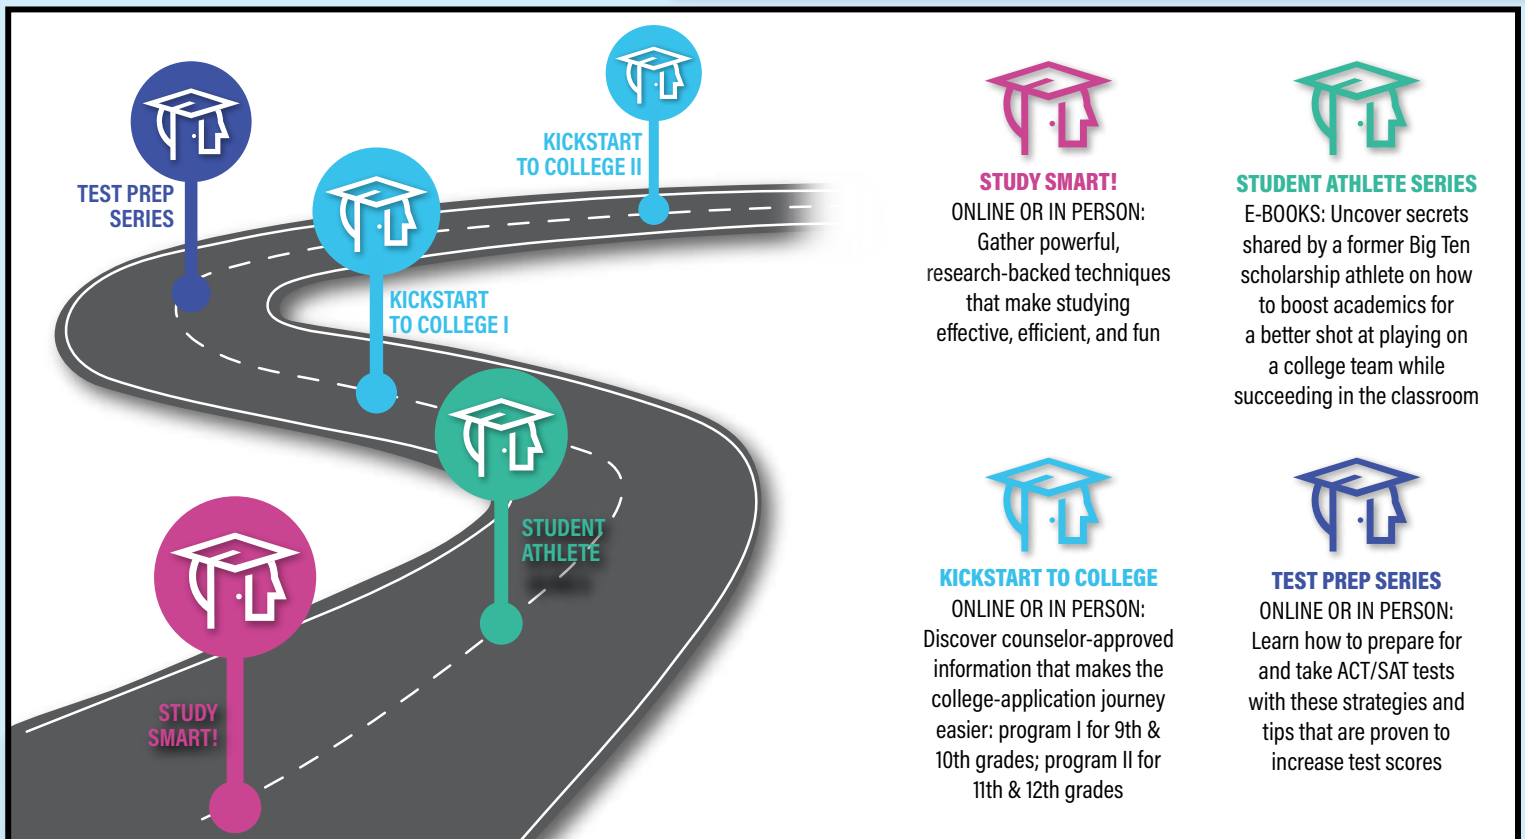 TEST PREP
SERIES
KICKSTART
TO COLLEGE II
KICKSTART
TO COLLEGE I
STUDENT
ATHLETE
STUDY
SMART!
STUDY SMART!
ONLINE OR IN PERSON:
Gather powerful,
research-backed techniques
that make studying
effective, efficient, and fun
STUDENT ATHLETE SERIES
E-BOOKS: Uncover secrets
shared by a former Big Ten
scholarship athlete on how
to boost academics for
a better shot at playing on
a college team while
succeeding in the classroom
KICKSTART TO COLLEGE
ONLINE OR IN PERSON:
Discover counselor-approved
information that makes the
college-application journey
easier: program I for 9th &
10th grades; program II for
11th & 12th grades
TEST PREP SERIES
ONLINE OR IN PERSON:
Learn how to prepare for
and take ACT/SAT tests
with these strategies and
tips that are proven to
increase test scores